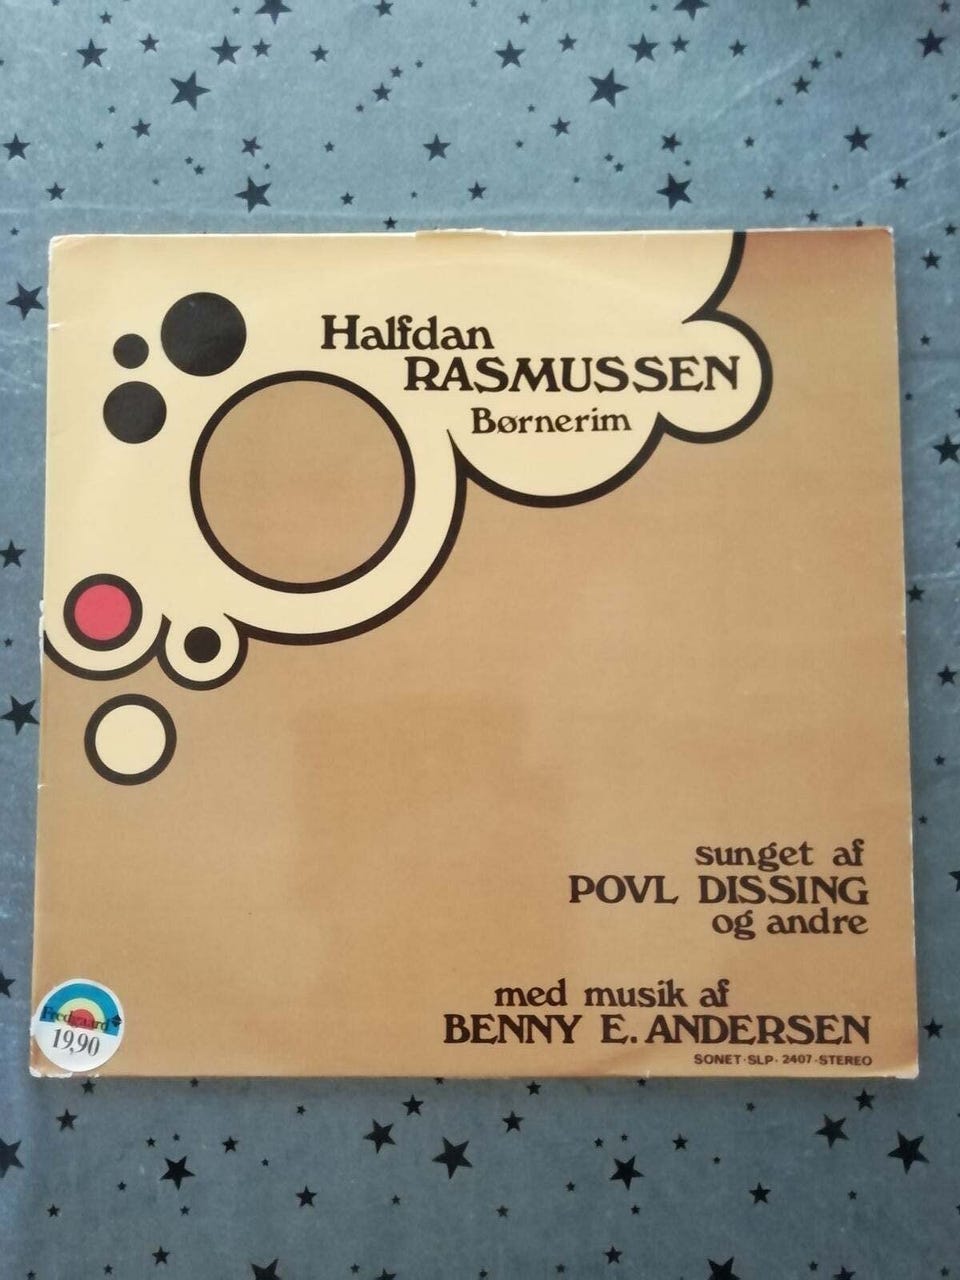 Halfdan
RASMUSSEN
Børnerim
sunget af
POVL DISSING
og andre
med musik af
BENNY E. ANDERSEN
SONET·SLP·2407·STEREO
Fredgaard
19,90